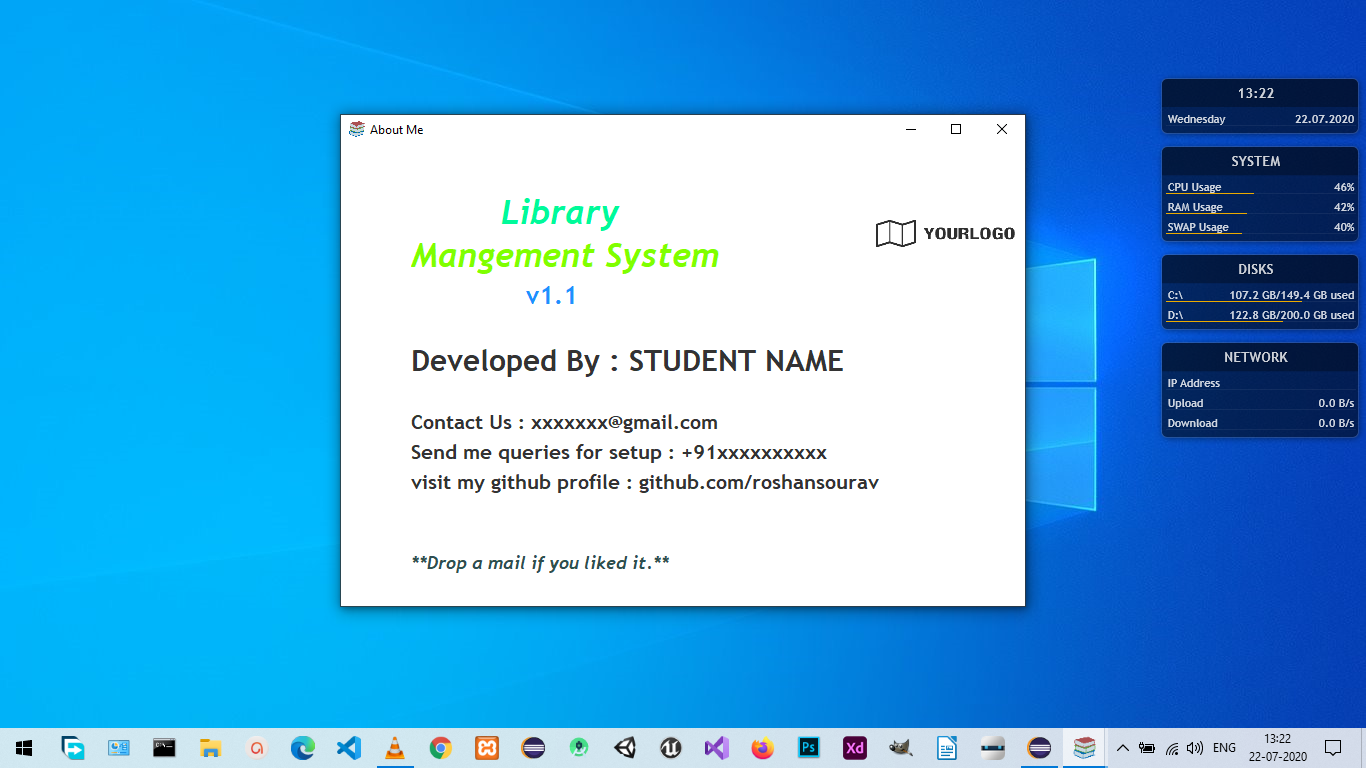 About Me
Library
Mangement System
v1.1
YOURLOGO
Developed By : STUDENT NAME
Contact Us : xxxxxxx@gmail.com
Send me queries for setup : +91xxxxxxxxxx
visit my github profile : github.com/roshansourav
**Drop a mail if you liked it.**
13:22
Wednesday 22.07.2020
SYSTEM
CPU Usage 46%
RAM Usage 42%
SWAP Usage 40%
DISKS
C:\ 107.2 GB/149.4 GB used
D:\ 122.8 GB/200.0 GB used
NETWORK
IP Address
Upload 0.0 B/s
Download 0.0 B/s
Ps
Xd
ENG
13:22
22-07-2020